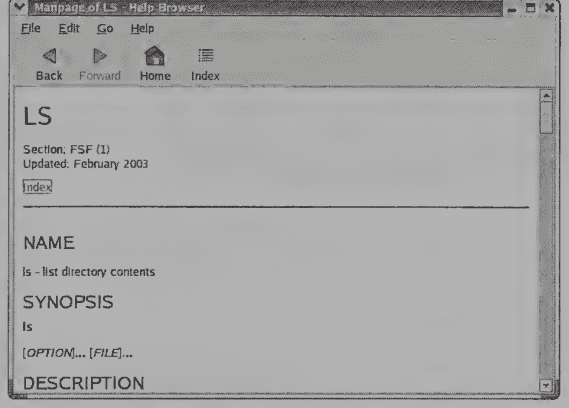 Manpage of LS - Help Browser
File Edit Go Help
Back Forward Home Index
LS
Section: FSF (1)
Updated: February 2003
Index
NAME
ls - list directory contents
SYNOPSIS
ls
[OPTION]... [FILE]...
DESCRIPTION